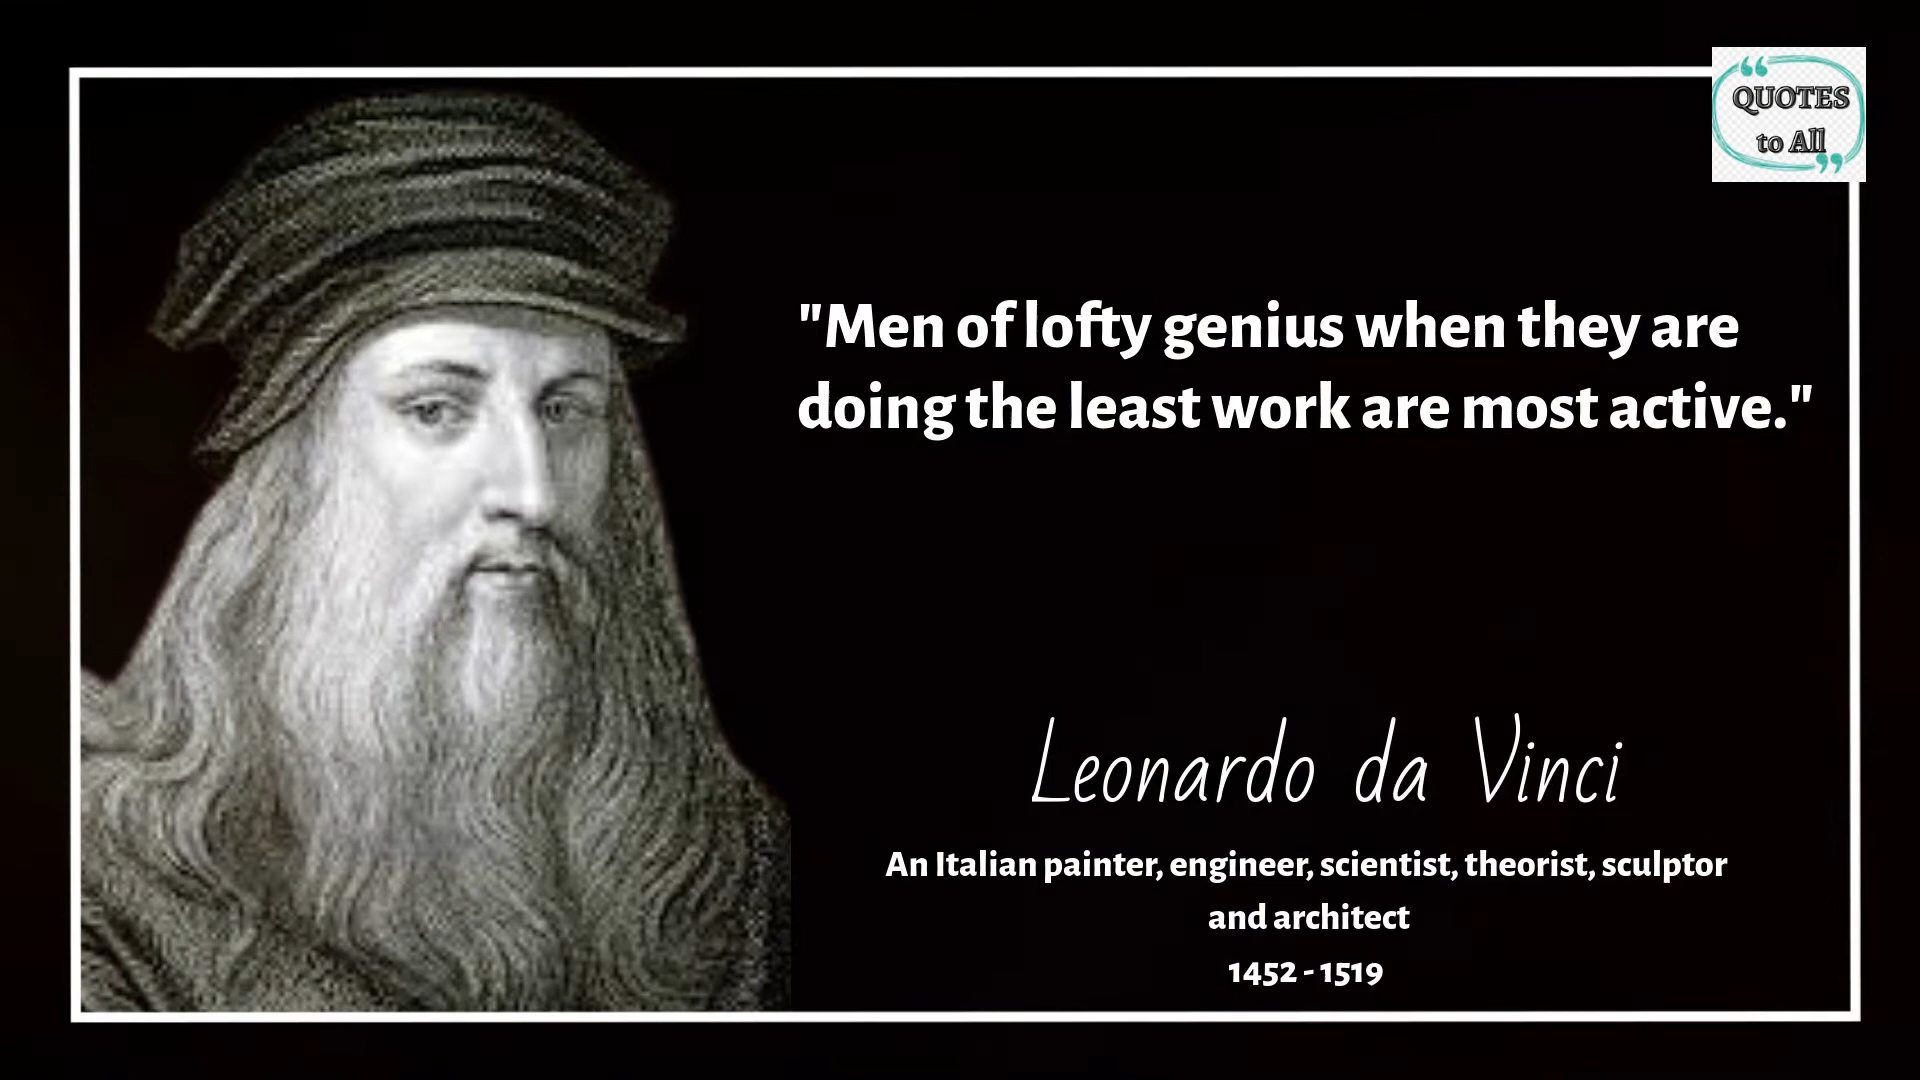 QUOTES
to All
"Men of lofty genius when they are
doing the least work are most active."
Leonardo da Vinci
An Italian painter, engineer, scientist, theorist, sculptor
and architect
1452 - 1519